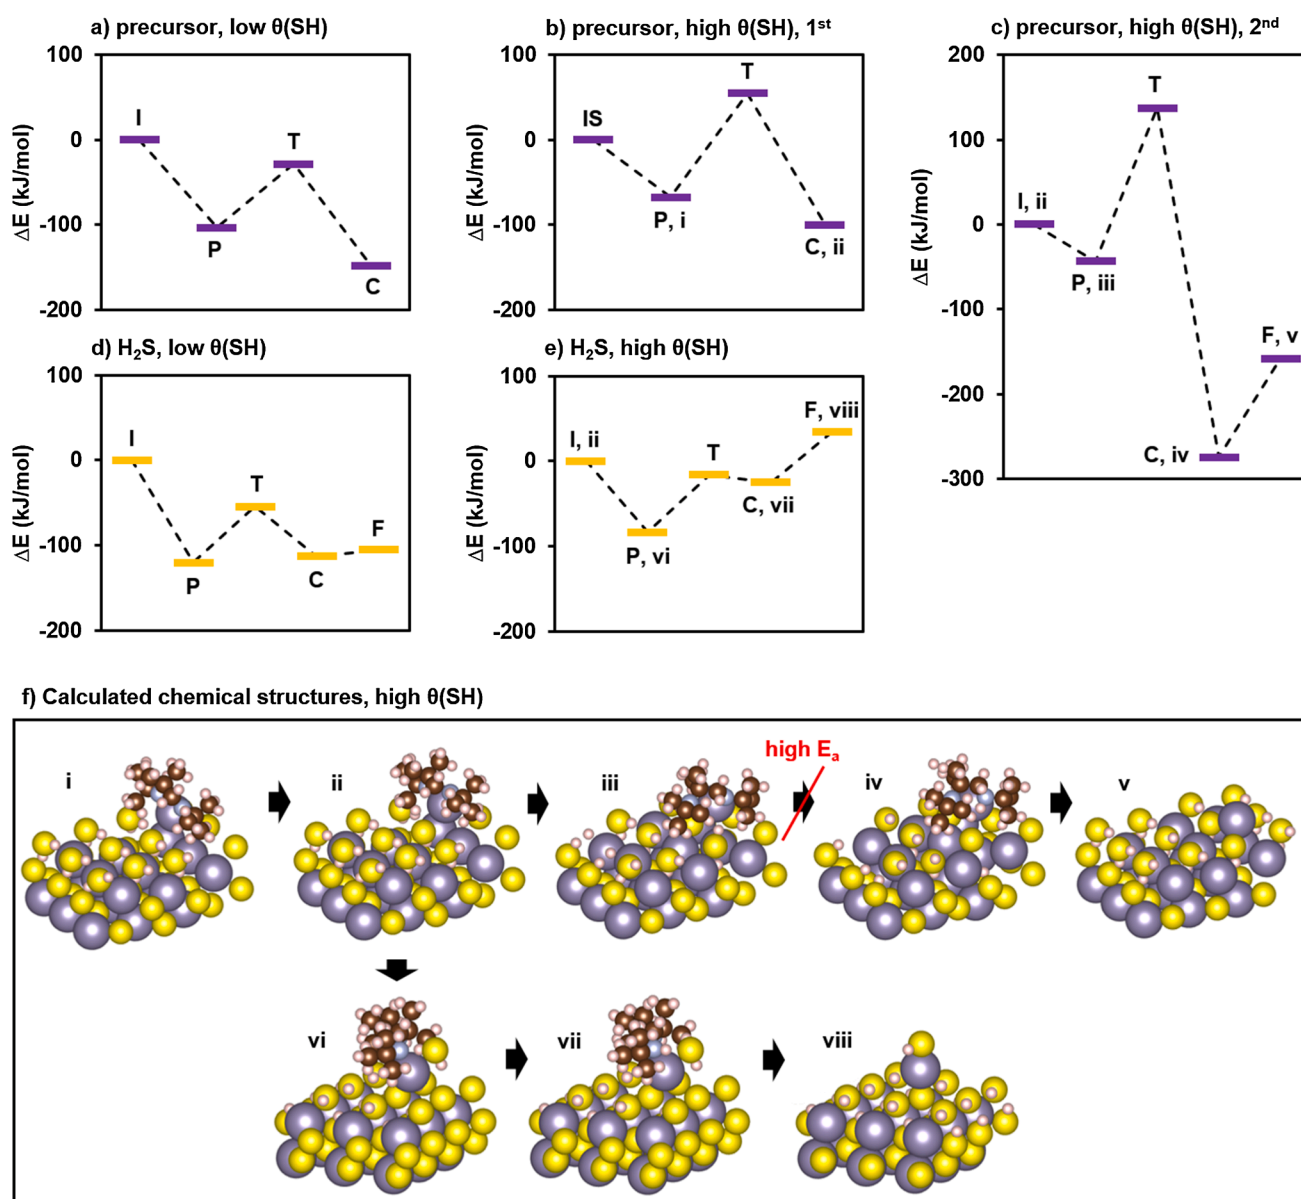 a) precursor, low θ(SH)
100
0
-100
-200
ΔE (kJ/mol)
I
P
T
C
b) precursor, high θ(SH), 1st
100
0
-100
-200
ΔE (kJ/mol)
IS
P, i
T
C, ii
c) precursor, high θ(SH), 2nd
200
100
0
-100
-200
-300
ΔE (kJ/mol)
I, ii
P, iii
T
C, iv
F, v
d) H2S, low θ(SH)
100
0
-100
-200
ΔE (kJ/mol)
I
P
T
C
F
e) H2S, high θ(SH)
100
0
-100
-200
ΔE (kJ/mol)
I, ii
P, vi
T
C, vii
F, viii
f) Calculated chemical structures, high θ(SH)
i
ii
iii
high Ea
iv
v
vi
vii
viii